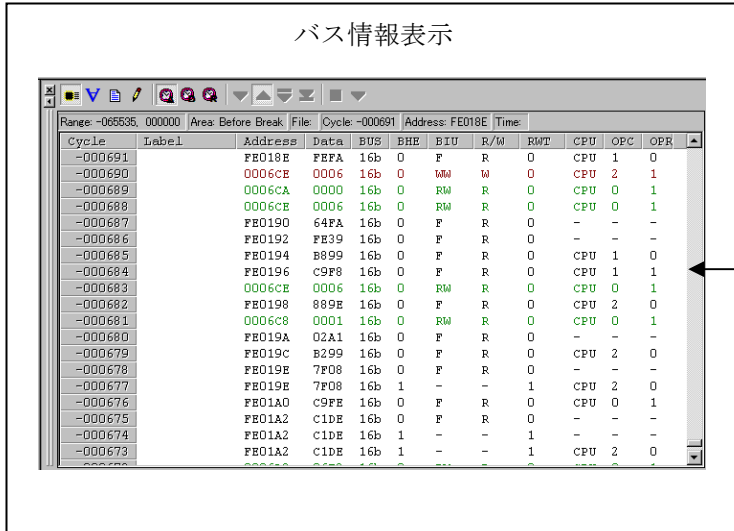 バス情報表示
Range: -065535, 000000 Area: Before Break File: Cycle: -000691 Address: FE018E Time:
Cycle Label Address Data BUS BHE BIU R/W RWT CPU OPC OPR
-000691 FE018E FEFA 16b 0 F R 0 CPU 1 0
-000690 0006CE 0006 16b 0 WW W 0 CPU 2 1
-000689 0006CA 0000 16b 0 RW R 0 CPU 0 1
-000688 0006CE 0006 16b 0 RW R 0 CPU 0 1
-000687 FE0190 64FA 16b 0 F R 0 - - -
-000686 FE0192 FE39 16b 0 F R 0 - - -
-000685 FE0194 B899 16b 0 F R 0 CPU 1 0
-000684 FE0196 C9F8 16b 0 F R 0 CPU 1 1
-000683 0006CE 0006 16b 0 RW R 0 CPU 0 1
-000682 FE0198 889E 16b 0 F R 0 CPU 2 0
-000681 0006C8 0001 16b 0 RW R 0 CPU 0 1
-000680 FE019A 02A1 16b 0 F R 0 - - -
-000679 FE019C B299 16b 0 F R 0 CPU 2 0
-000678 FE019E 7F08 16b 0 F R 0 - - -
-000677 FE019E 7F08 16b 1 - - 1 CPU 2 0
-000676 FE01A0 C9FE 16b 0 F R 0 CPU 0 1
-000675 FE01A2 C1DE 16b 0 F R 0 - - -
-000674 FE01A2 C1DE 16b 1 - - 1 - - -
-000673 FE01A2 C1DE 16b 1 - - 1 CPU 2 0